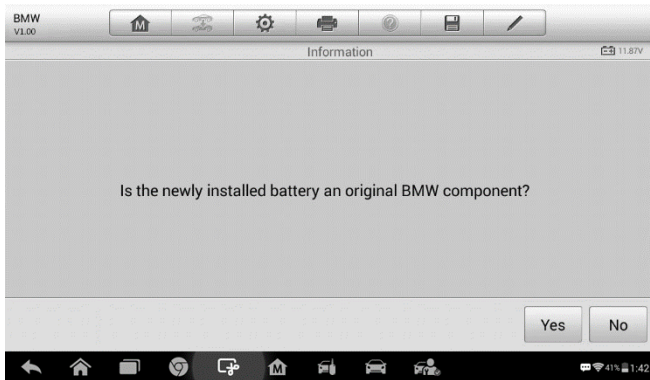 BMW
V1.00
M
Information
11.87V
Is the newly installed battery an original BMW component?
Yes
No
M
41%
1:42